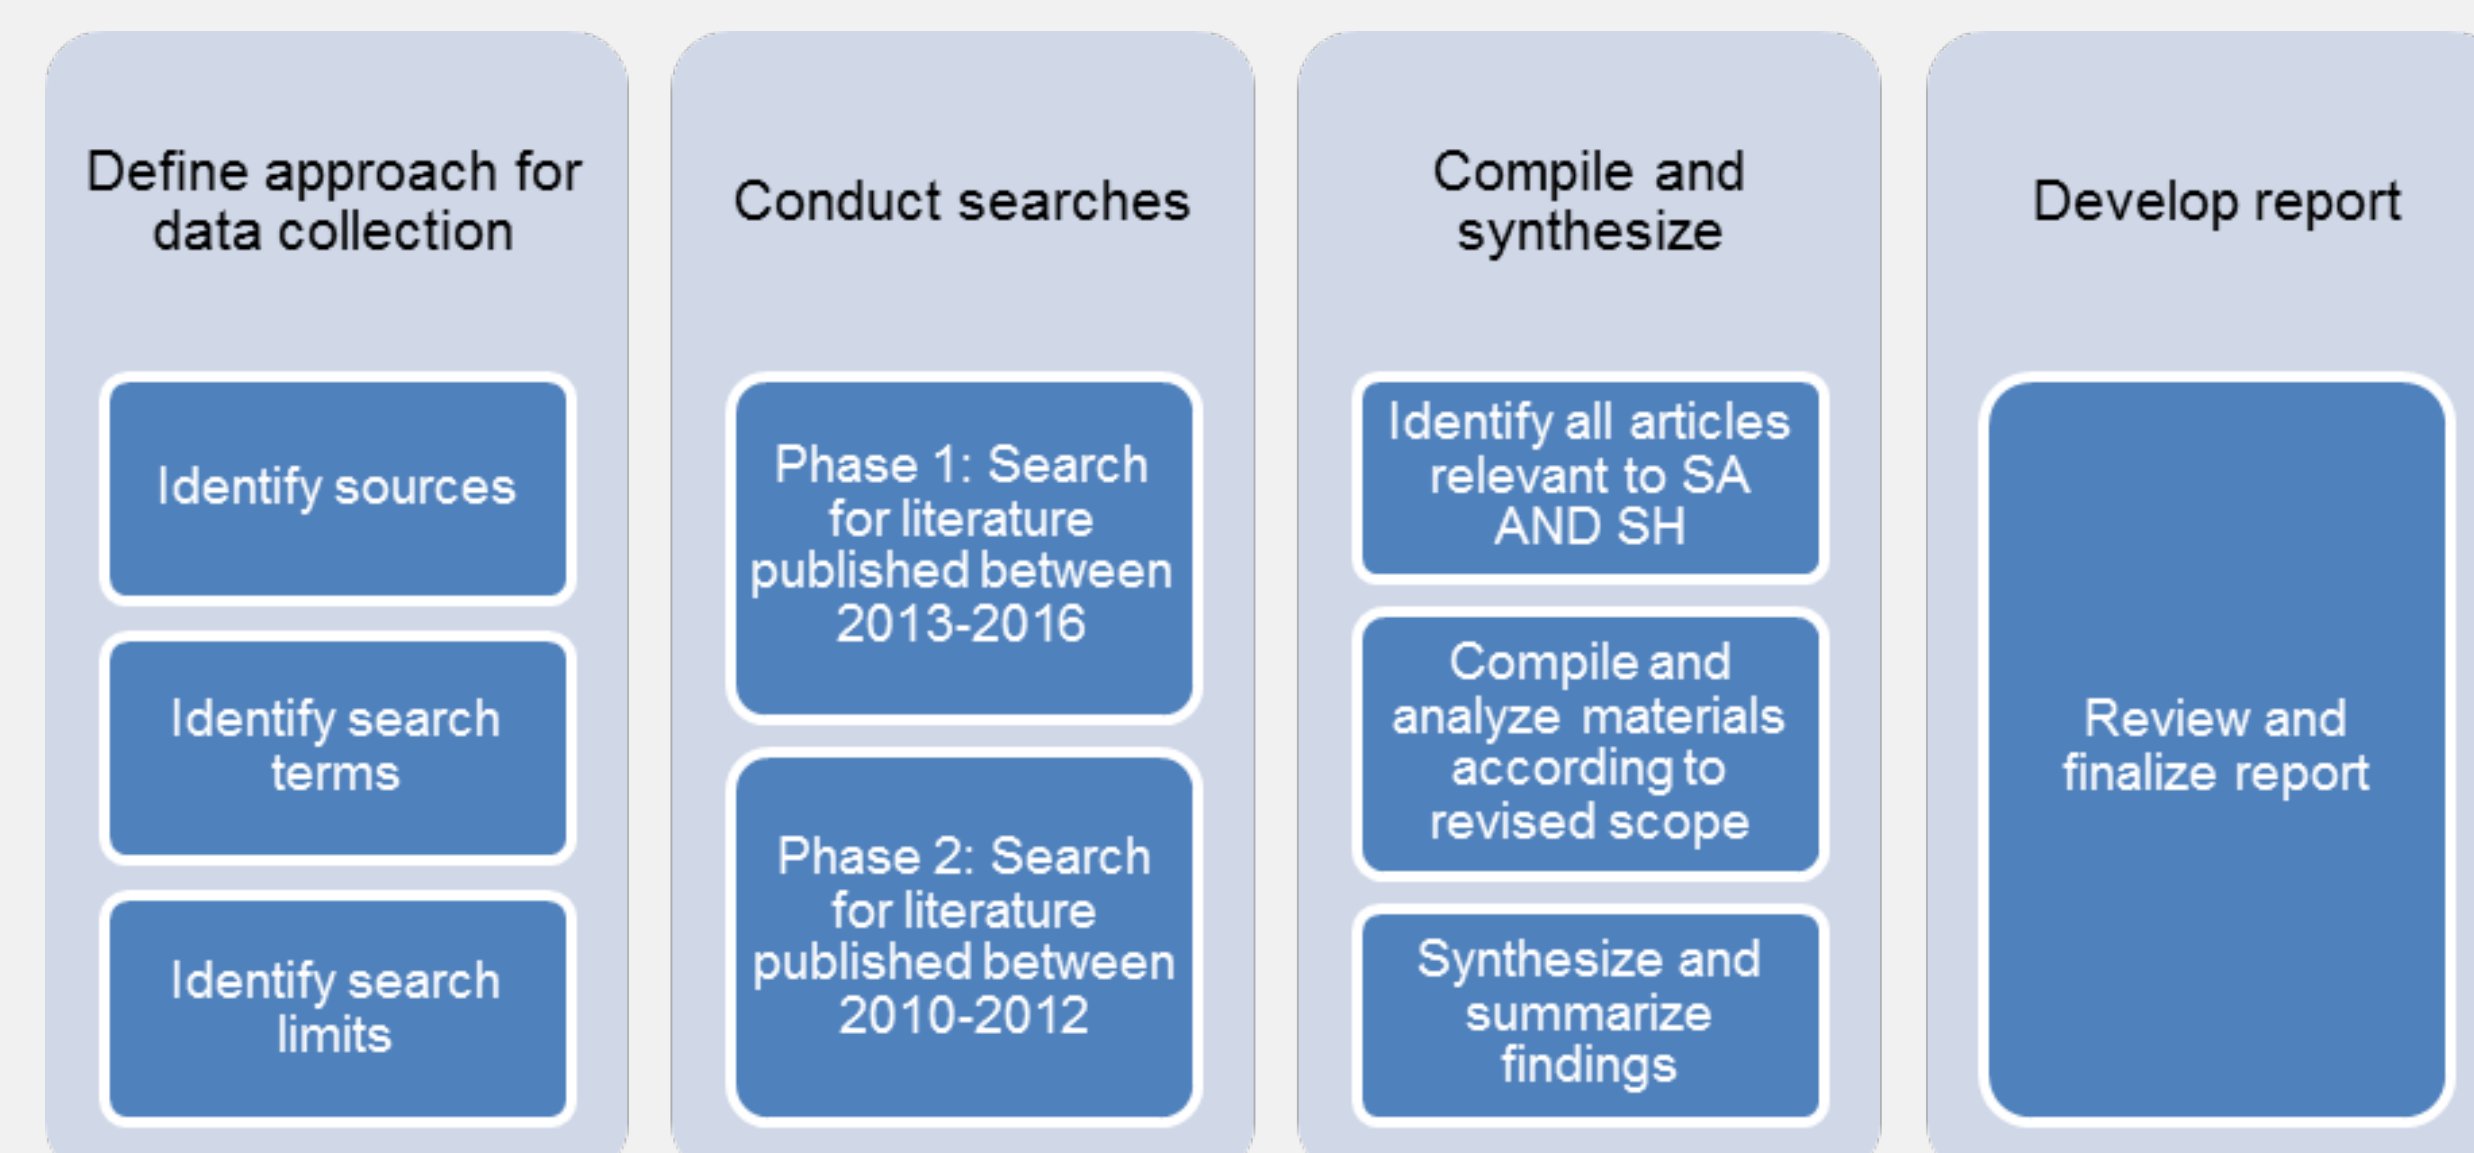 Define approach for
data collection
Identify sources
Identify search
terms
Identify search
limits
Conduct searches
Phase 1: Search
for literature
published between
2013-2016
Phase 2: Search
for literature
published between
2010-2012
Compile and
synthesize
Identify all articles
relevant to SA
AND SH
Compile and
analyze materials
according to
revised scope
Synthesize and
summarize
findings
Develop report
Review and
finalize report